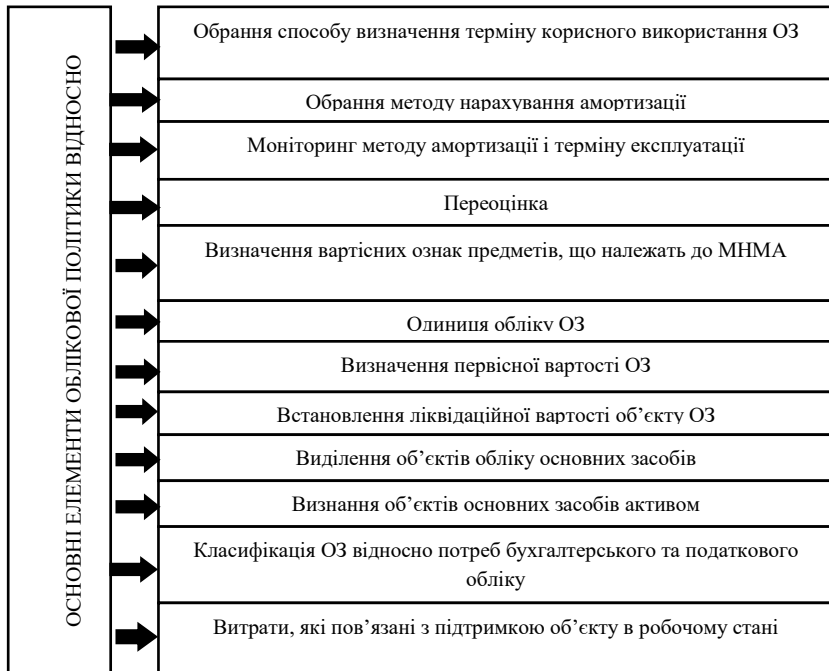 ОСНОВНІ ЕЛЕМЕНТИ ОБЛІКОВОЇ ПОЛІТИКИ ВІДНОСНО
Обрання способу визначення терміну корисного використання ОЗ
Обрання методу нарахування амортизації
Моніторинг методу амортизації і терміну експлуатації
Переоцінка
Визначення вартісних ознак предметів, що належать до МНМА
Одиниця обліку ОЗ
Визначення первісної вартості ОЗ
Встановлення ліквідаційної вартості об’єкту ОЗ
Виділення об’єктів обліку основних засобів
Визнання об’єктів основних засобів активом
Класифікація ОЗ відносно потреб бухгалтерського та податкового
обліку
Витрати, які пов’язані з підтримкою об’єкту в робочому стані